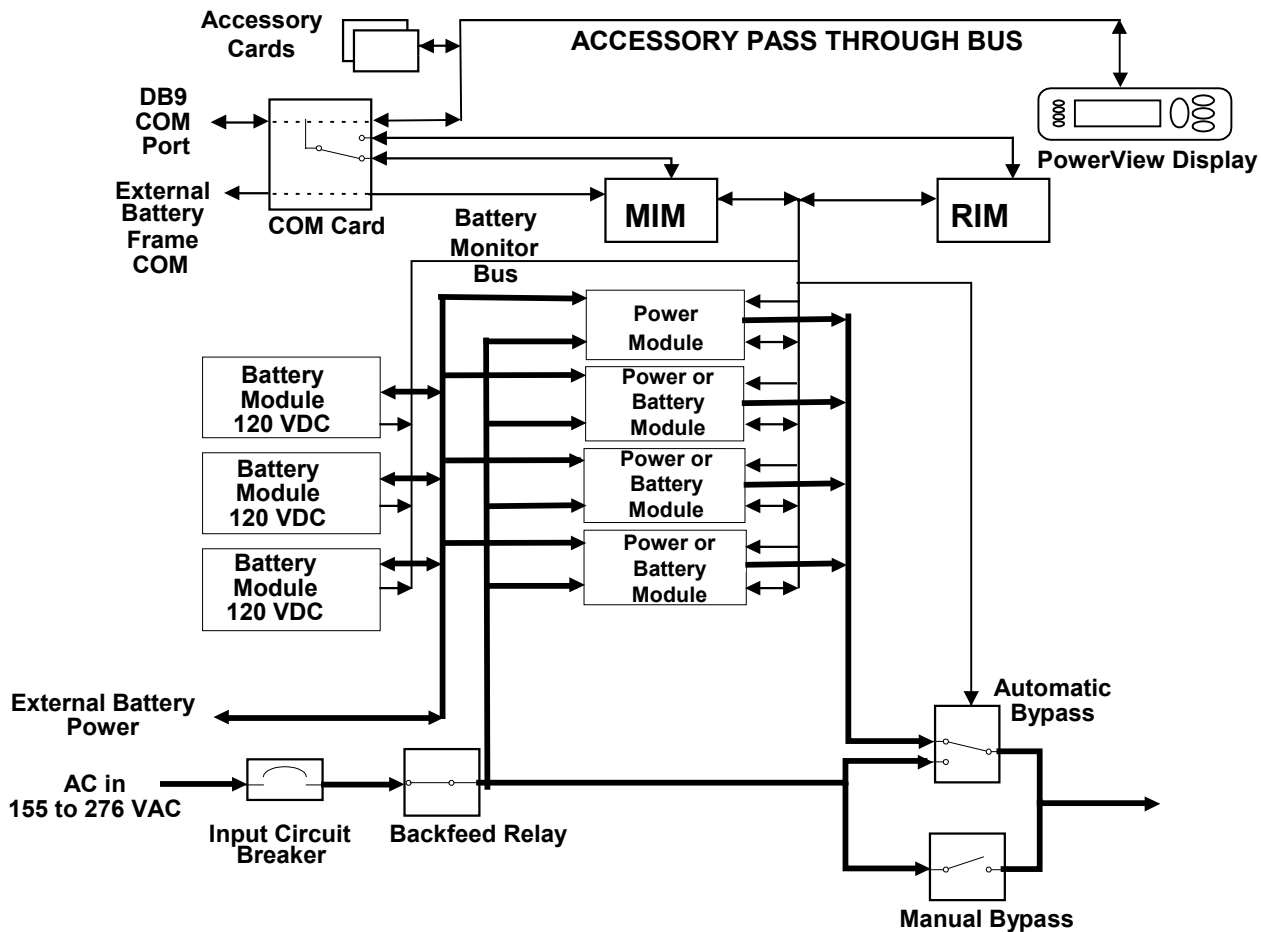 Accessory
Cards
ACCESSORY PASS THROUGH BUS
DB9
COM
Port
PowerView Display
External
Battery
Frame
COM
COM Card
MIM
RIM
Battery
Monitor
Bus
Power
Module
Battery
Module
120 VDC
Power or
Battery
Module
Battery
Module
120 VDC
Power or
Battery
Module
Battery
Module
120 VDC
Power or
Battery
Module
External Battery
Power
Automatic
Bypass
AC in
155 to 276 VAC
Input Circuit
Breaker
Backfeed Relay
Manual Bypass